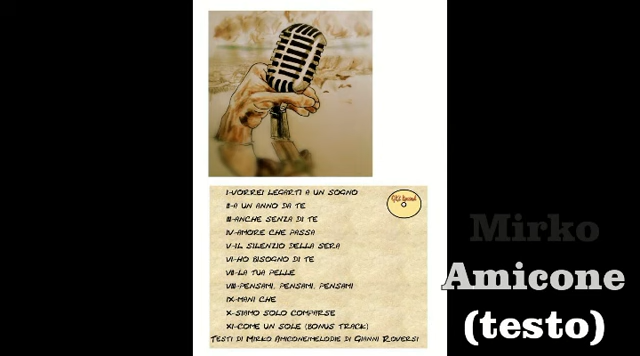 I-VORREI LEGARTI A UN SOGNO
II-A UN ANNO DA TE
III-ANCHE SENZA DI TE
IV-AMORE CHE PASSA
V-IL SILENZIO DELLA SERA
VI-HO BISOGNO DI TE
VII-LA TUA PELLE
VIII-PENSAMI, PENSAMI, PENSAMI
IX-MANI CHE
X-SIAMO SOLO COMPARSE
XI-COME UN SOLE (BONUS TRACK)
TESTI DI MIRKO AMICONE/MELODIE DI GIANNI ROVERSI
Mirko
Amicone
(testo)